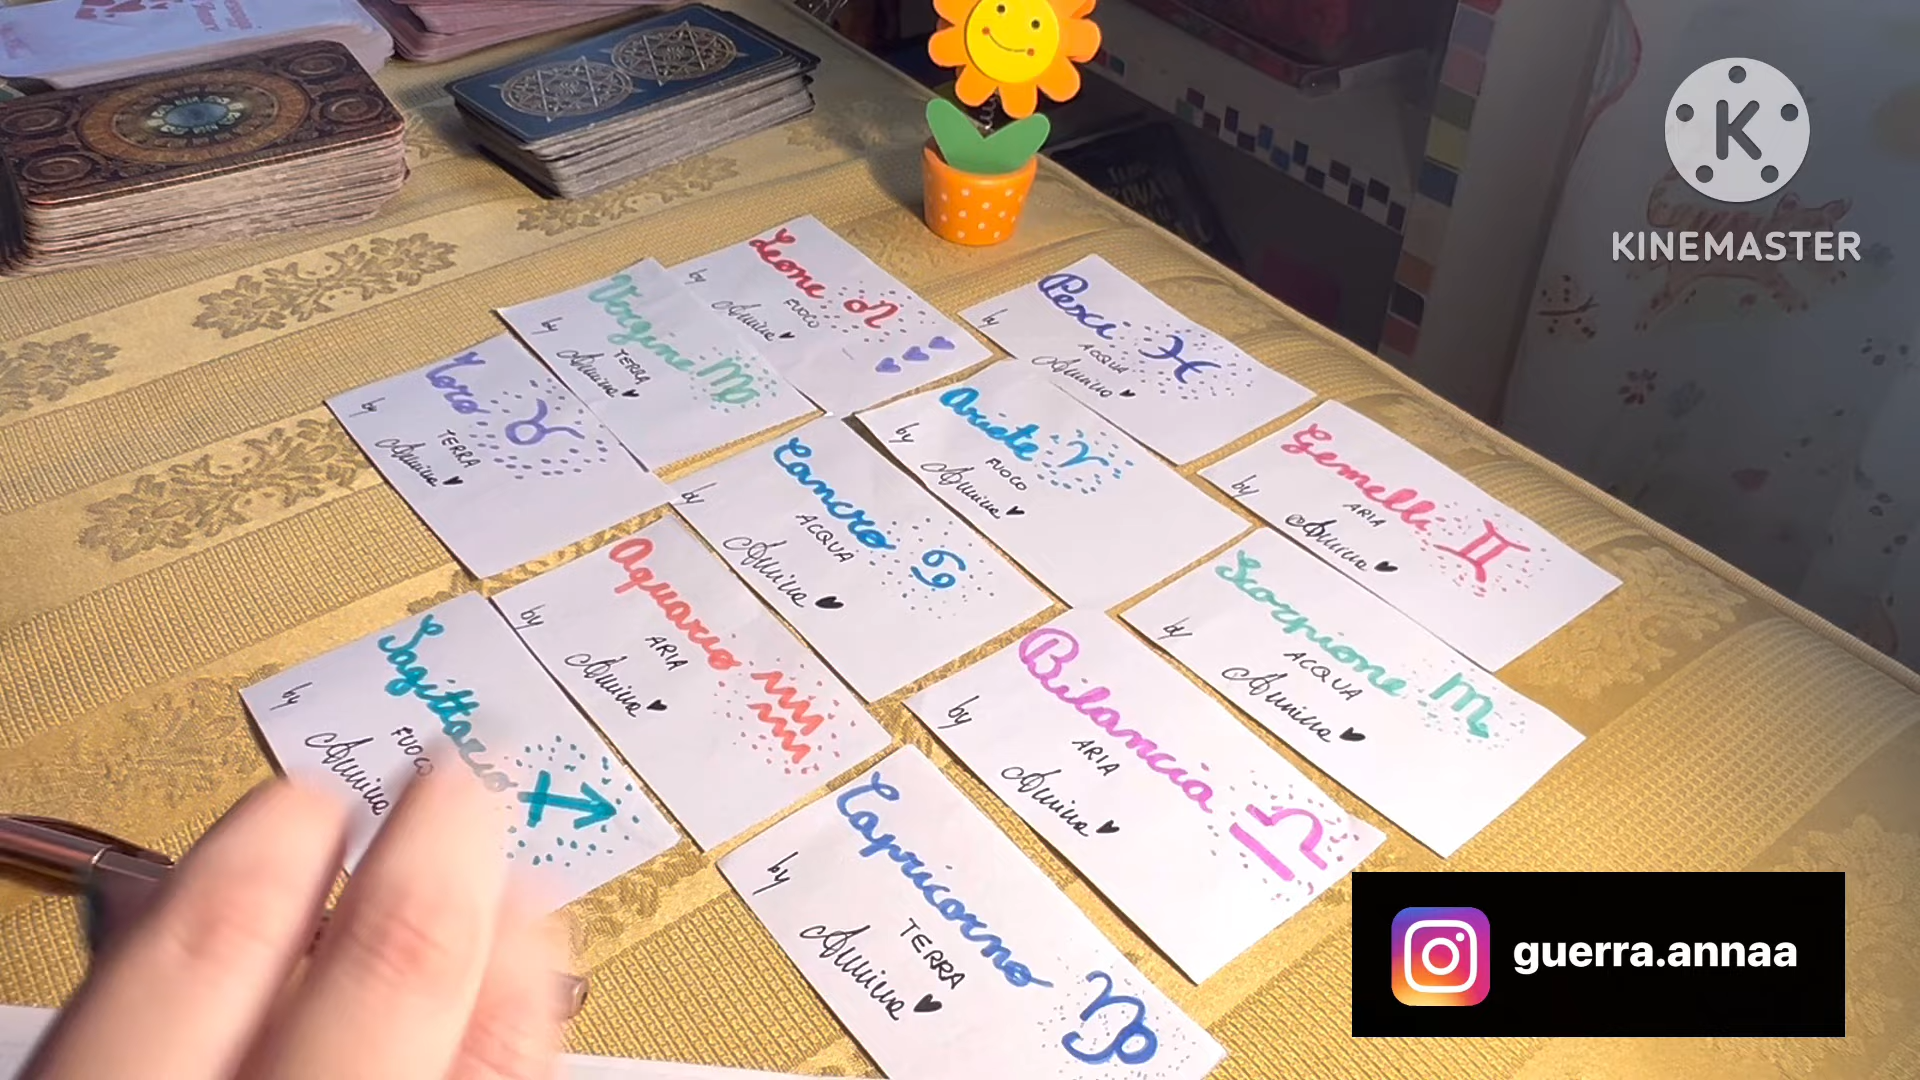 KINEMASTER
Leone ♌
FUOCO
by Annina ♥
Vergine ♍
TERRA
by Annina ♥
Toro ♉
TERRA
by Annina ♥
Pesci ♓
ACQUA
by Annina ♥
Ariete ♈
FUOCO
by Annina ♥
Cancro ♋
ACQUA
by Annina ♥
Gemelli ♊
ARIA
by Annina ♥
Scorpione ♏
ACQUA
by Annina ♥
Aquario ♒
ARIA
by Annina ♥
Sagittario ♐
FUOCO
by Annina
Bilancia ♎
ARIA
by Annina ♥
Capricorno ♑
TERRA
by Annina ♥
guerra.annaa